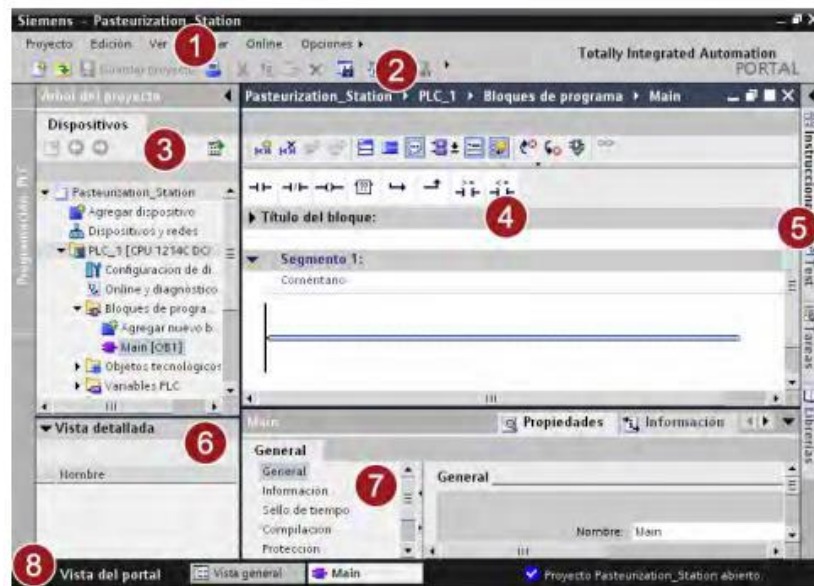 Siemens - Pasteurization_Station
Proyecto Edición Ver Online Opciones
Totally Integrated Automation
PORTAL
1
2
Guardar proyecto
Árbol del proyecto
Pasteurization_Station PLC_1 Bloques de programa Main
Dispositivos
3
Programación PLC
Pasteurization_Station
Agregar dispositivo
Dispositivos y redes
PLC_1 [CPU 1214C DC/
Configuración de di
Online y diagnóstico
Bloques de progra...
Agregar nuevo b
Main [OB1]
Objetos tecnológicos
Variables PLC
4
Título del bloque:
Segmento 1:
Comentario
5
Instrucciones
Test
Tareas
Librerías
Vista detallada
6
Nombre
Main
Propiedades
Información
General
General
Información
Sello de tiempo
Compilación
Protección
7
General
Nombre: Main
8
Vista del portal
Vista general
Main
Proyecto Pasteurization_Station abierto.